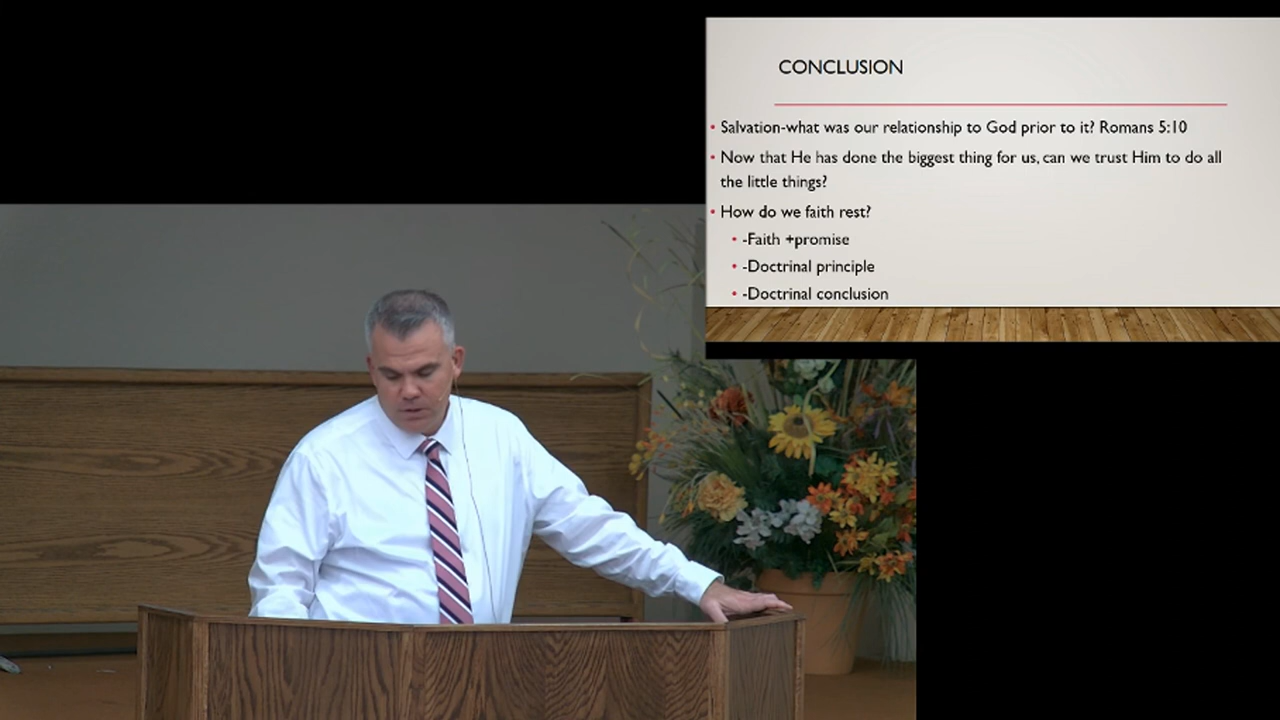 CONCLUSION
• Salvation-what was our relationship to God prior to it? Romans 5:10
• Now that He has done the biggest thing for us, can we trust Him to do all
the little things?
• How do we faith rest?
• -Faith +promise
• -Doctrinal principle
• -Doctrinal conclusion